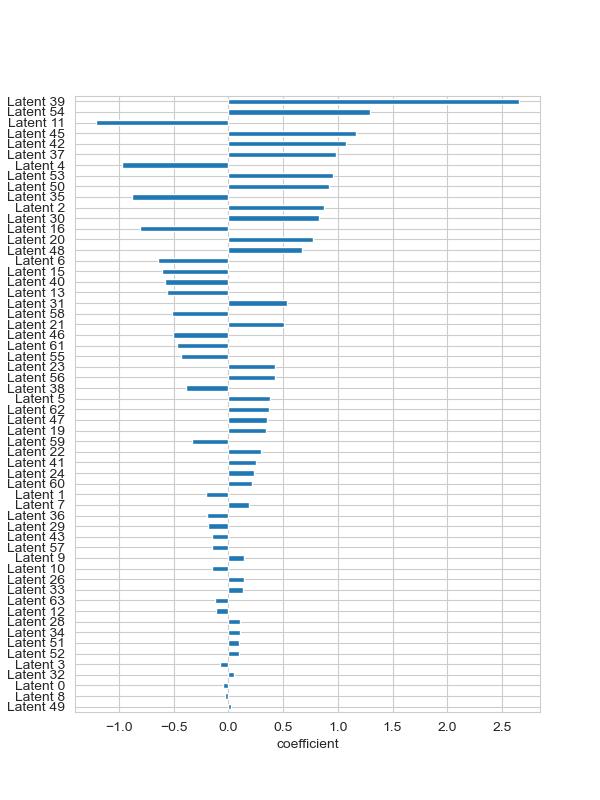 Latent 39
Latent 54
Latent 11
Latent 45
Latent 42
Latent 37
Latent 4
Latent 53
Latent 50
Latent 35
Latent 2
Latent 30
Latent 16
Latent 20
Latent 48
Latent 6
Latent 15
Latent 40
Latent 13
Latent 31
Latent 58
Latent 21
Latent 46
Latent 61
Latent 55
Latent 23
Latent 56
Latent 38
Latent 5
Latent 62
Latent 47
Latent 19
Latent 59
Latent 22
Latent 41
Latent 24
Latent 60
Latent 1
Latent 7
Latent 36
Latent 29
Latent 43
Latent 57
Latent 9
Latent 10
Latent 26
Latent 33
Latent 63
Latent 12
Latent 28
Latent 34
Latent 51
Latent 52
Latent 3
Latent 32
Latent 0
Latent 8
Latent 49
−1.0 −0.5 0.0 0.5 1.0 1.5 2.0 2.5
coefficient